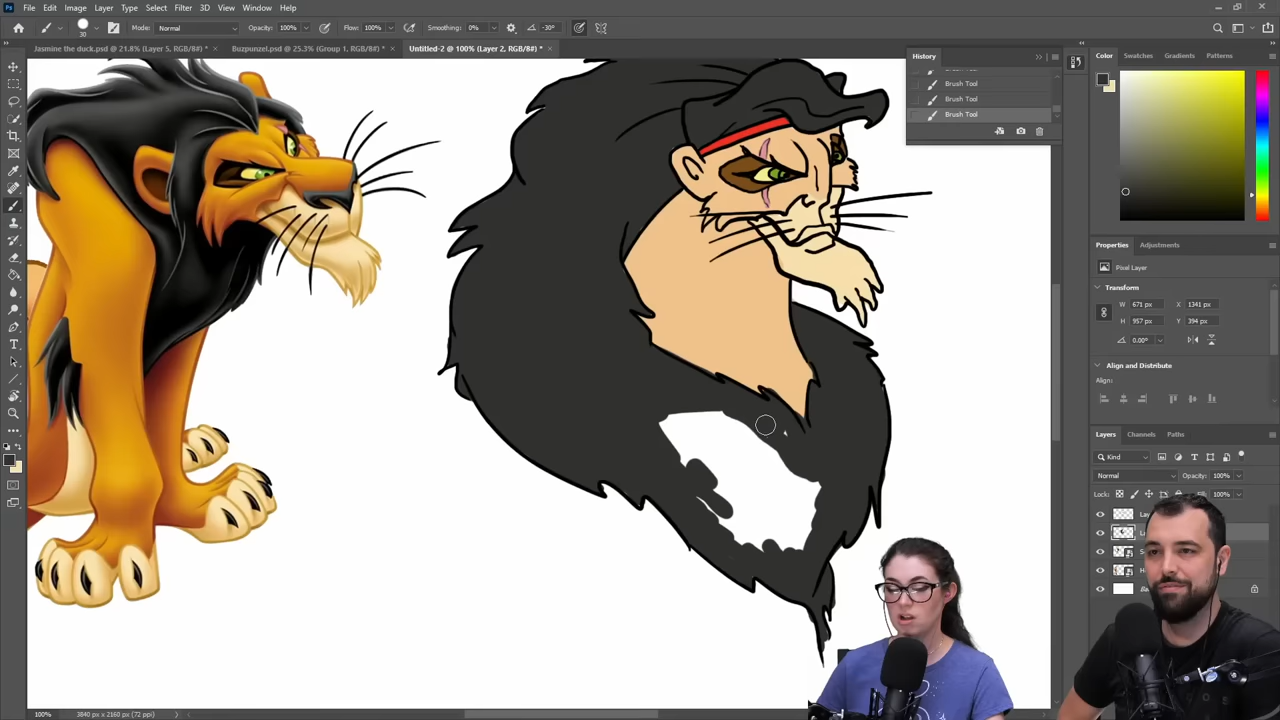 Ps File Edit Image Layer Type Select Filter 3D View Window Help
30 Mode: Normal Opacity: 100% Flow: 100% Smoothing: 0% -30°
Jasmine the duck.psd @ 21.8% (Layer 5, RGB/8#) * × Buzpunzel.psd @ 25.3% (Group 1, RGB/8#) * × Untitled-2 @ 100% (Layer 2, RGB/8#) * ×
History
Brush Tool
Brush Tool
Brush Tool
Color Swatches Gradients Patterns
Properties Adjustments
Pixel Layer
Transform
W 671 px X 1341 px
H 957 px Y 394 px
0.00°
Align and Distribute
Align:
Layers Channels Paths
Kind
Normal Opacity: 100%
Lock: Fill: 100%
100% 3840 px x 2160 px (72 ppi)